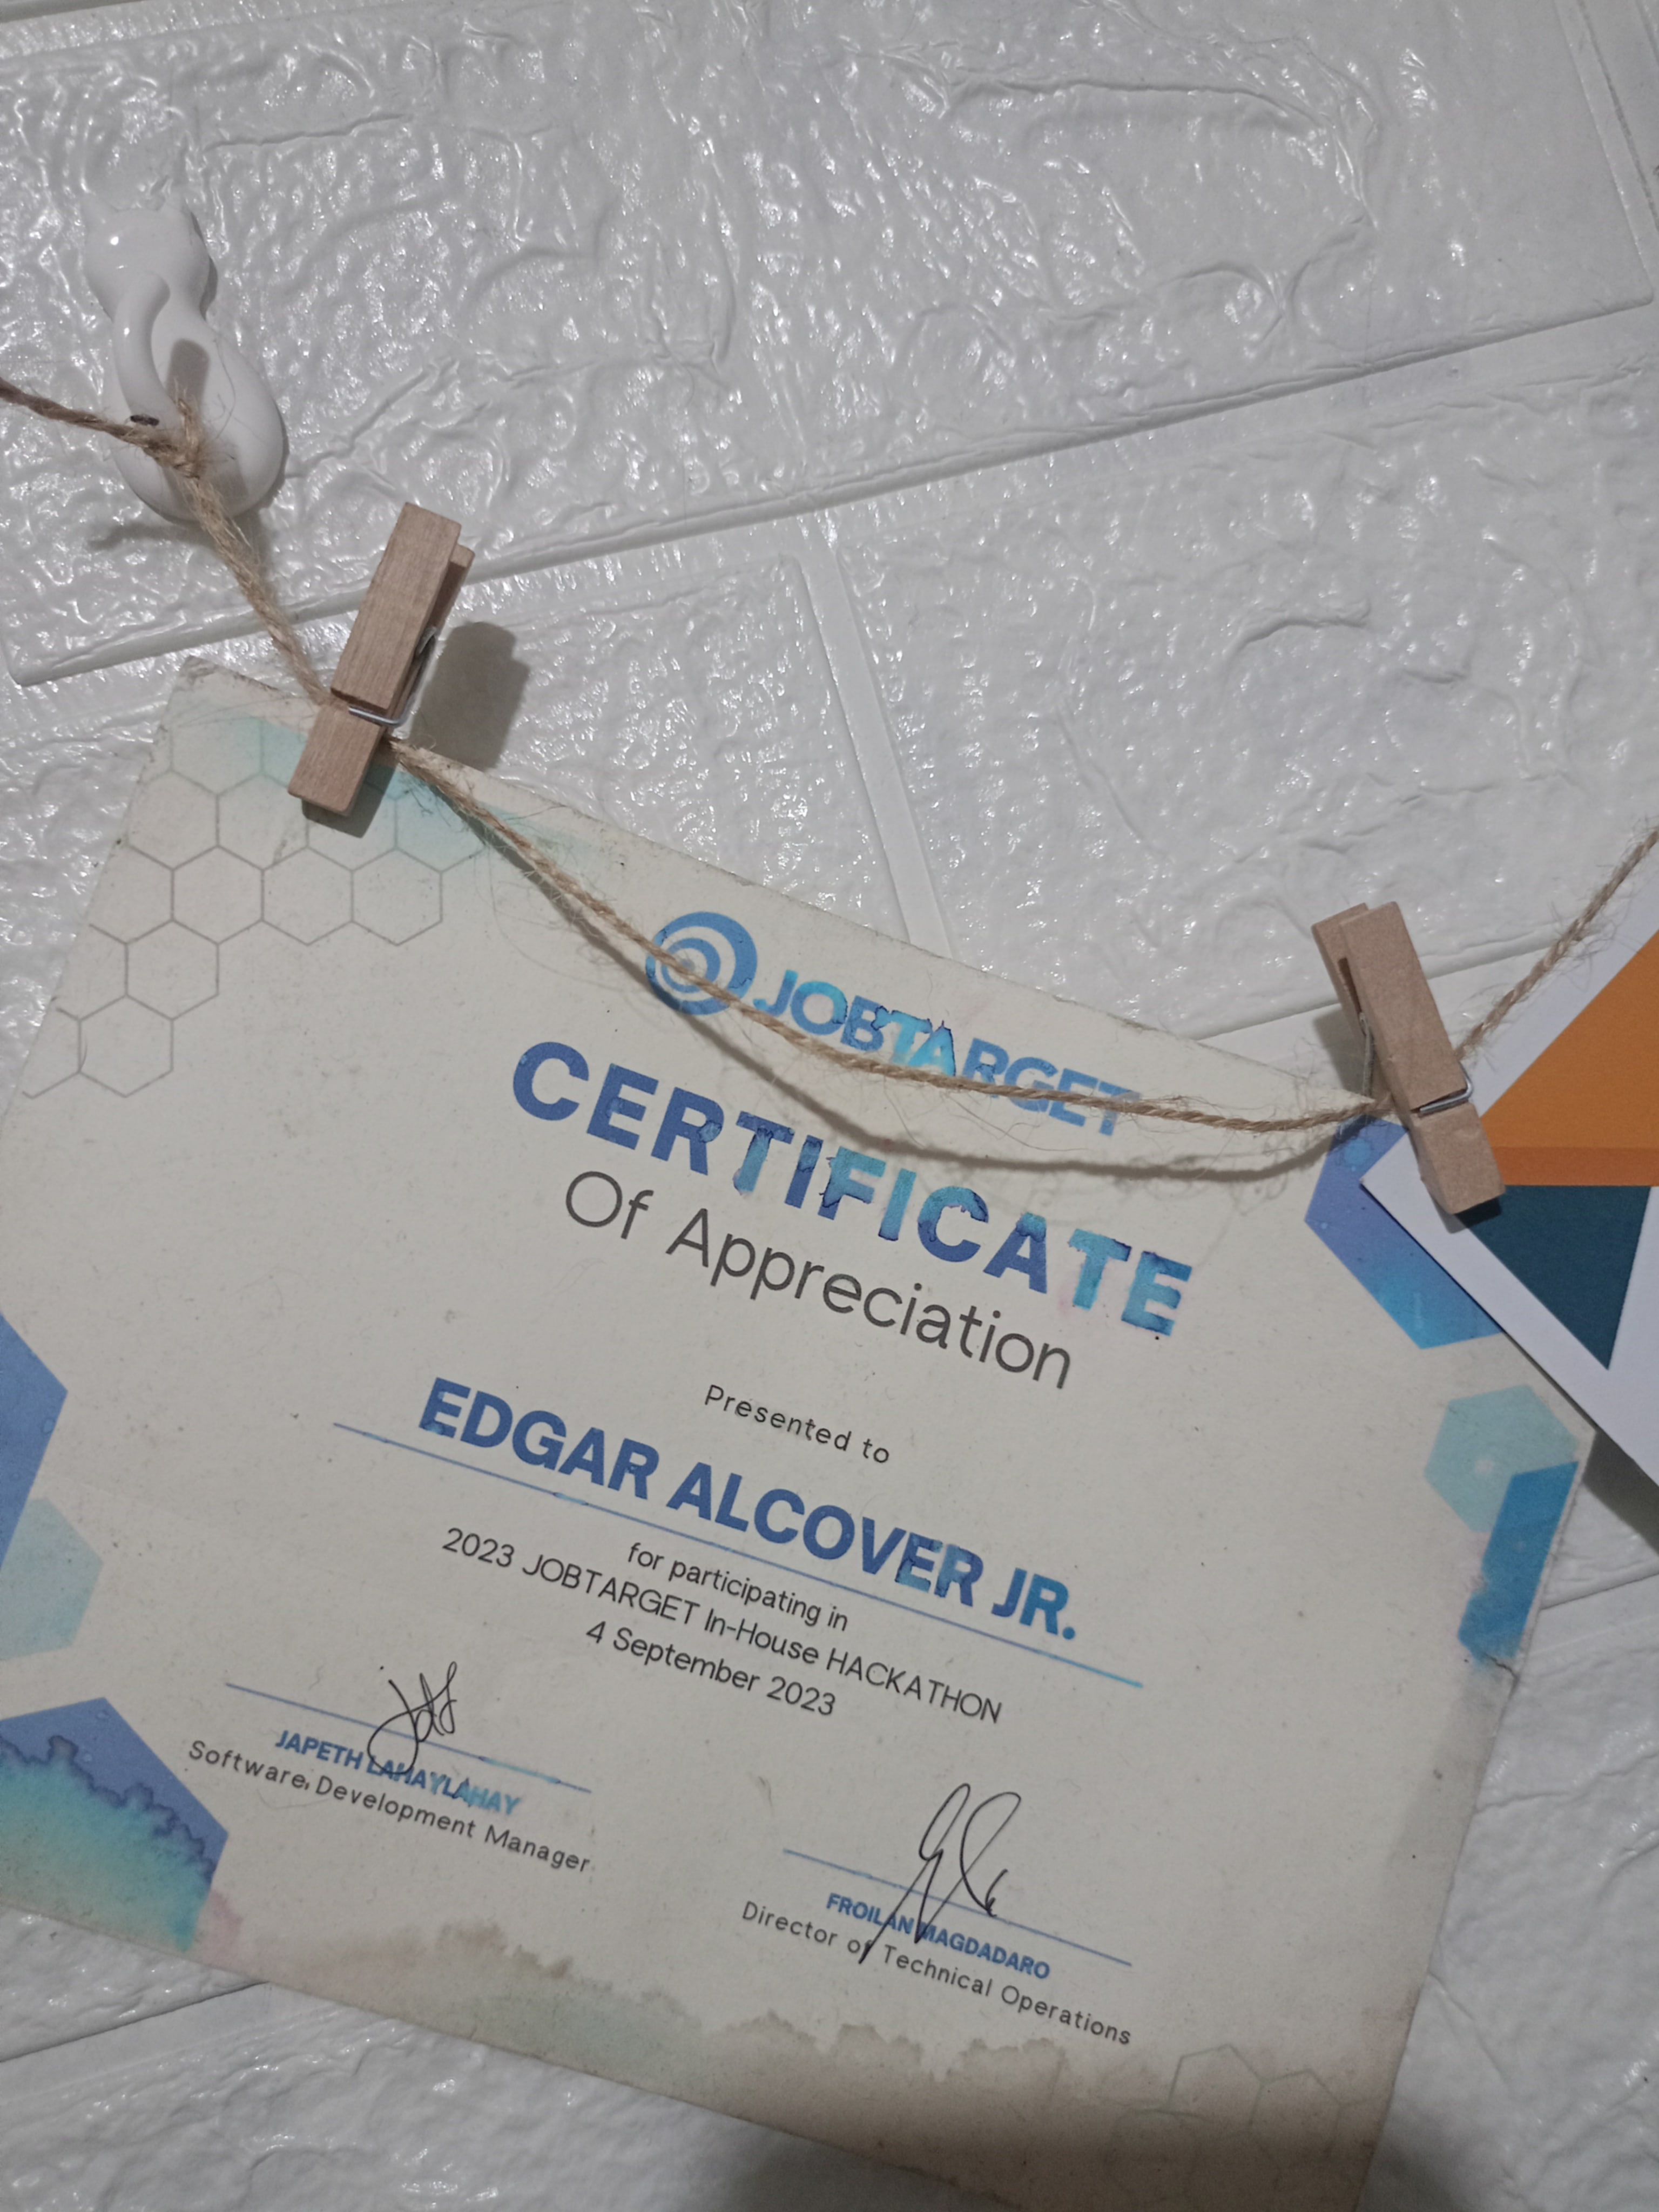 JOBTARGET
CERTIFICATE
Of Appreciation
Presented to
EDGAR ALCOVER JR.
for participating in
2023 JOBTARGET In-House HACKATHON
4 September 2023
JAPETH LAHAYLAHAY
Software Development Manager
FROILAN MAGDADARO
Director of Technical Operations